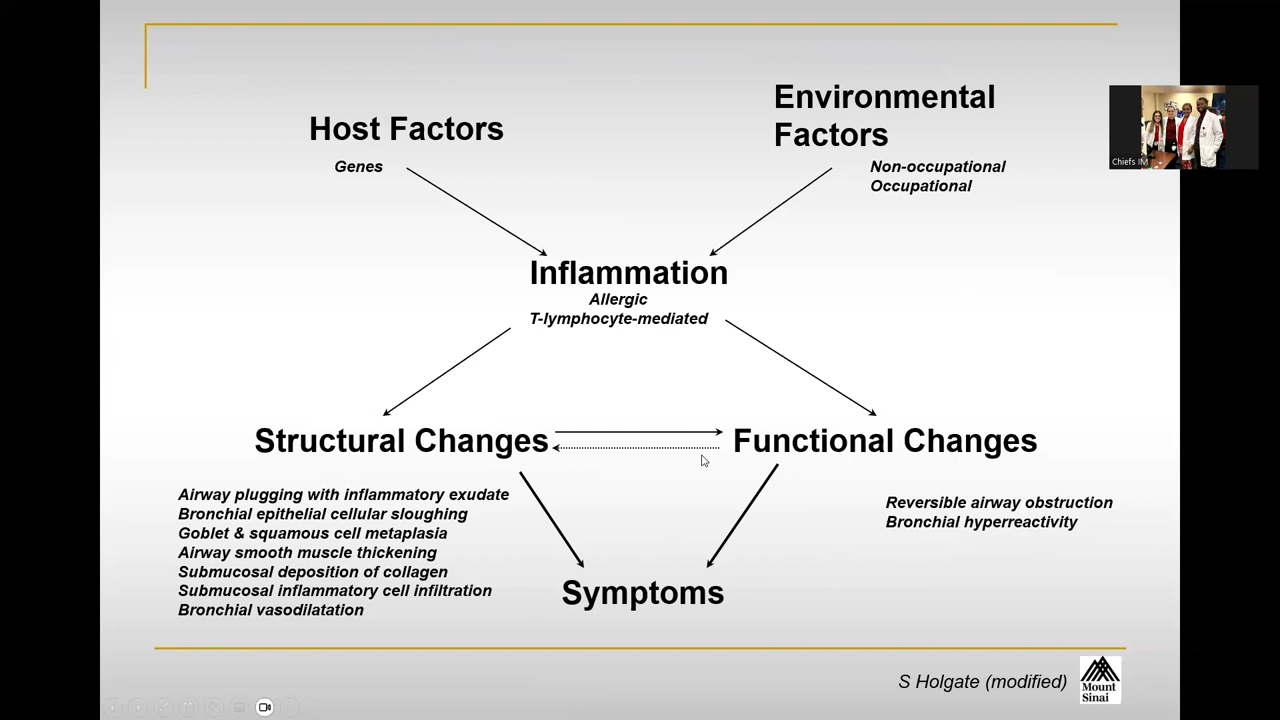 Host Factors
Genes
Environmental
Factors
Non-occupational
Occupational
Chiefs IM
Inflammation
Allergic
T-lymphocyte-mediated
Structural Changes
Functional Changes
Airway plugging with inflammatory exudate
Bronchial epithelial cellular sloughing
Goblet & squamous cell metaplasia
Airway smooth muscle thickening
Submucosal deposition of collagen
Submucosal inflammatory cell infiltration
Bronchial vasodilatation
Reversible airway obstruction
Bronchial hyperreactivity
Symptoms
S Holgate (modified)
Mount
Sinai